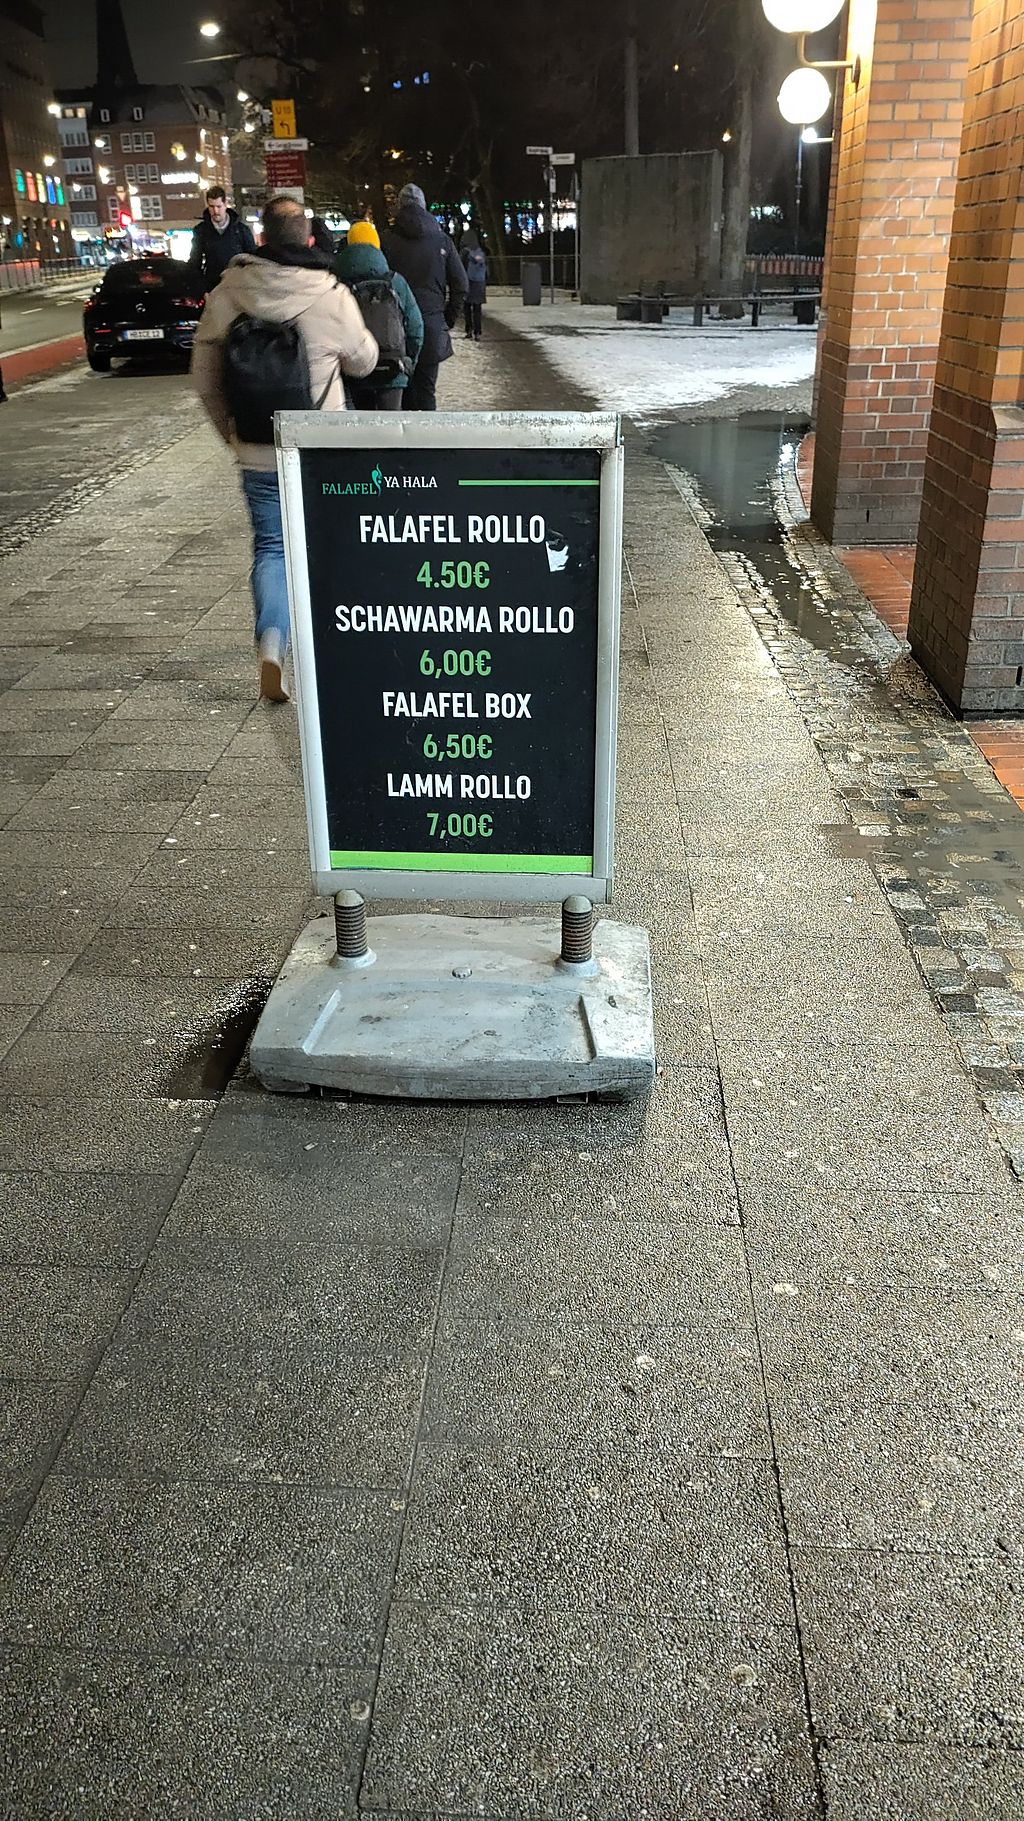 U10
FALAFEL YA HALA
FALAFEL ROLLO
4.50€
SCHAWARMA ROLLO
6,00€
FALAFEL BOX
6,50€
LAMM ROLLO
7,00€